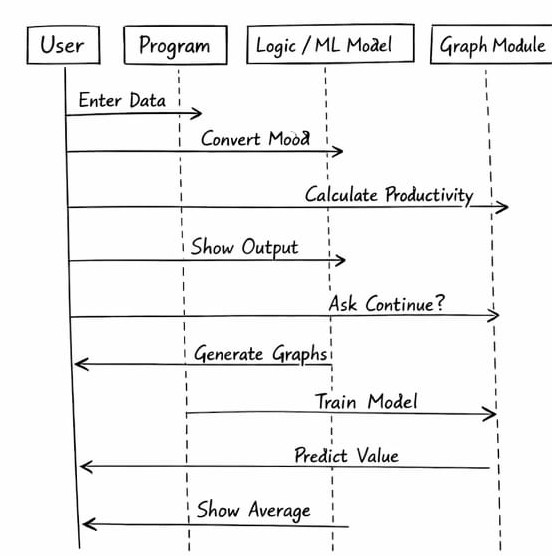 User
Program
Logic / ML Model
Graph Module
Enter Data
Convert Mood
Calculate Productivity
Show Output
Ask Continue?
Generate Graphs
Train Model
Predict Value
Show Average